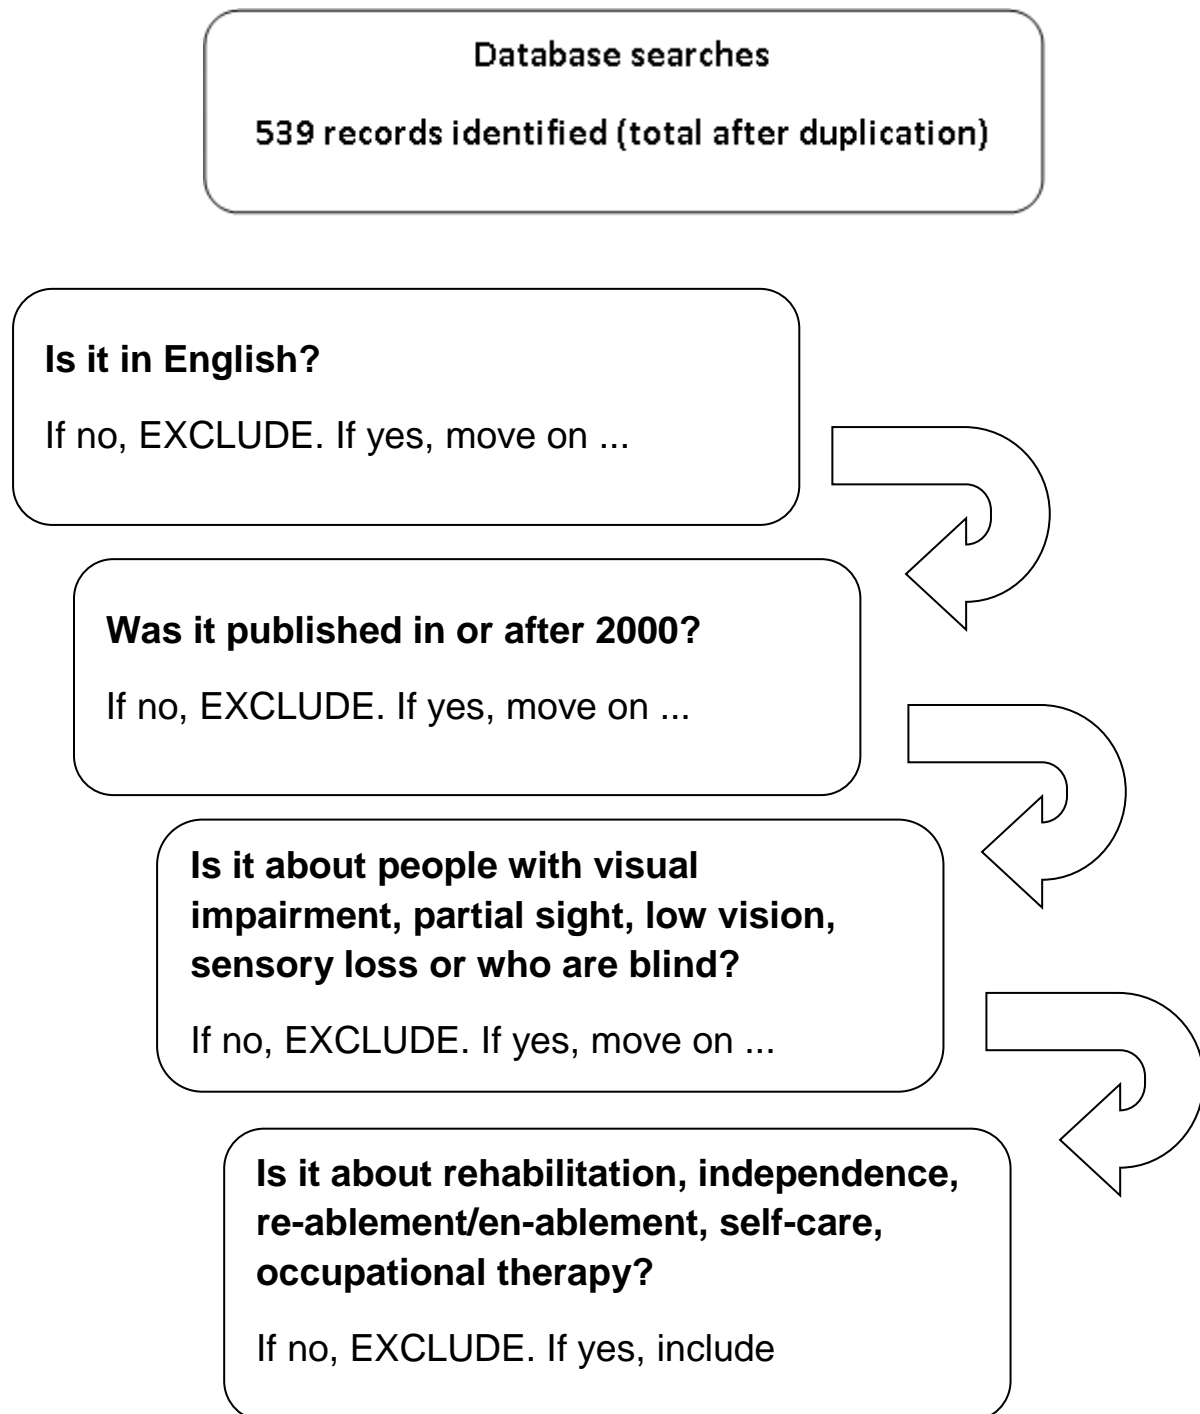 Database searches
539 records identified (total after duplication)
Is it in English?
If no, EXCLUDE. If yes, move on ...
Was it published in or after 2000?
If no, EXCLUDE. If yes, move on ...
Is it about people with visual
impairment, partial sight, low vision,
sensory loss or who are blind?
If no, EXCLUDE. If yes, move on ...
Is it about rehabilitation, independence,
re-ablement/en-ablement, self-care,
occupational therapy?
If no, EXCLUDE. If yes, include